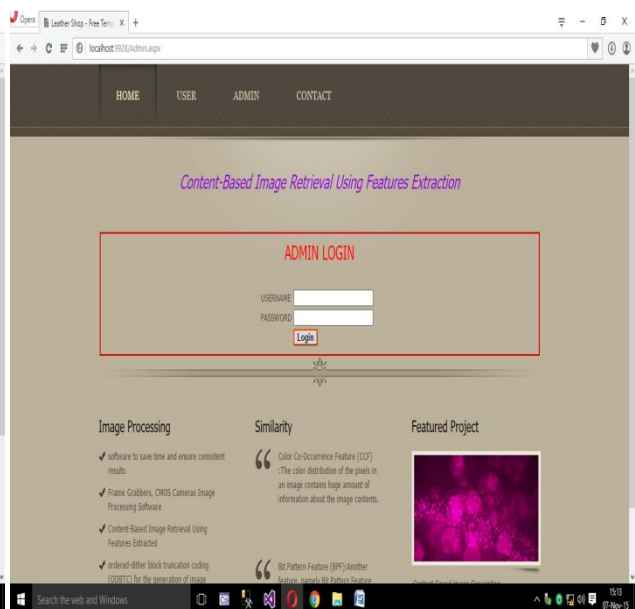 Opera
Leather Shop - Free Templ
localhost:9928/Admin.aspx
HOME USER ADMIN CONTACT
Content-Based Image Retrieval Using Features Extraction
ADMIN LOGIN
USERNAME
PASSWORD
Login
Image Processing
software to save time and ensure consistent
results
Frame Grabbers, CMOS Cameras Image
Processing Software
Content-Based Image Retrieval Using
Features Extracted
ordered-dither block truncation coding
(ODBTC) for the generation of image
Similarity
Color Co-Occurrence Feature (CCF)
:The color distribution of the pixels in
an image contains huge amount of
information about the image contents.
Bit Pattern Feature (BPF):Another
feature, namely Bit Pattern Feature
Featured Project
Content Based image Description
Search the web and Windows
15:13
07-Nov-15